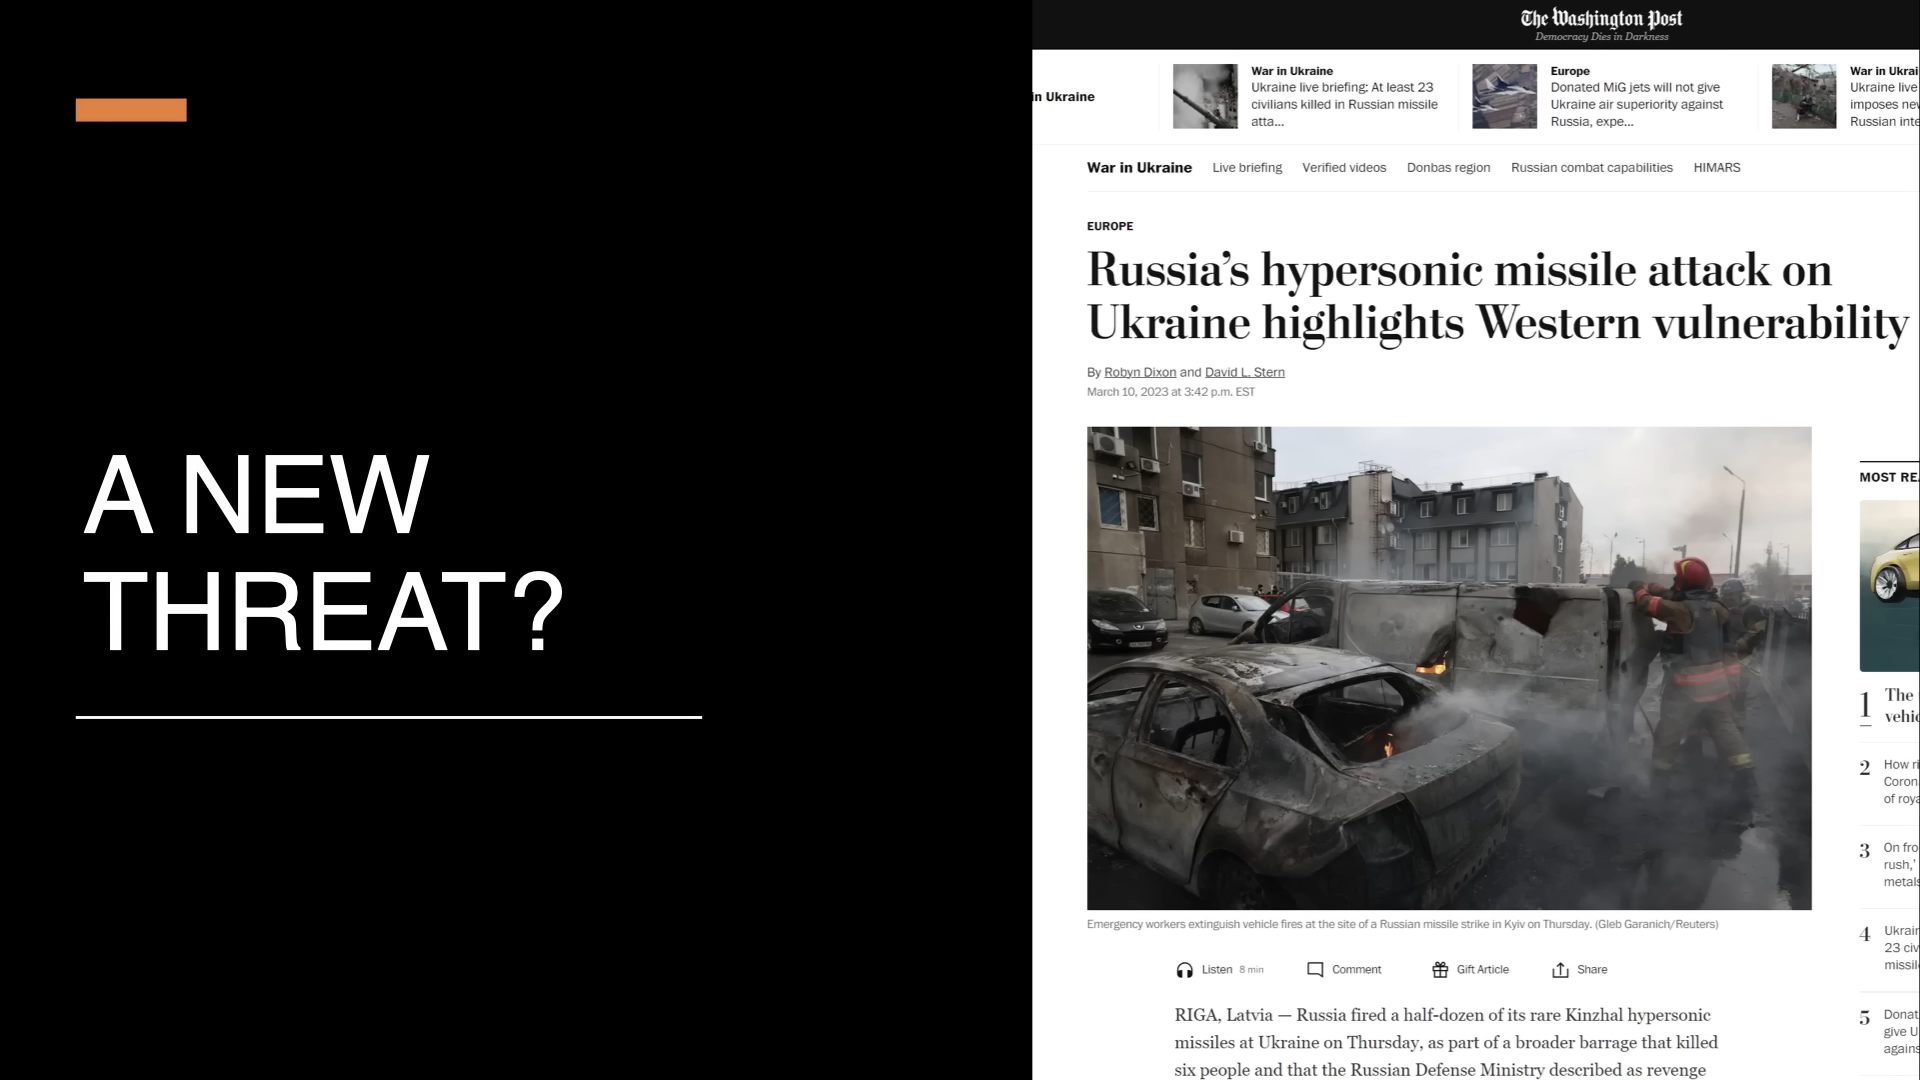 A NEW
THREAT?
The Washington Post
Democracy Dies in Darkness
in Ukraine
War in Ukraine
Ukraine live briefing: At least 23
civilians killed in Russian missile
atta...
Europe
Donated MiG jets will not give
Ukraine air superiority against
Russia, expe...
War in Ukrai
Ukraine live
imposes new
Russian inte
War in Ukraine Live briefing Verified videos Donbas region Russian combat capabilities HIMARS
EUROPE
Russia’s hypersonic missile attack on
Ukraine highlights Western vulnerability
By Robyn Dixon and David L. Stern
March 10, 2023 at 3:42 p.m. EST
Emergency workers extinguish vehicle fires at the site of a Russian missile strike in Kyiv on Thursday. (Gleb Garanich/Reuters)
Listen 8 min Comment Gift Article Share
RIGA, Latvia — Russia fired a half-dozen of its rare Kinzhal hypersonic
missiles at Ukraine on Thursday, as part of a broader barrage that killed
six people and that the Russian Defense Ministry described as revenge
MOST RE
1 The
vehic
2 How ri
Coron
of roya
3 On fro
rush,’
metals
4 Ukrain
23 civ
missil
5 Donat
give U
agains